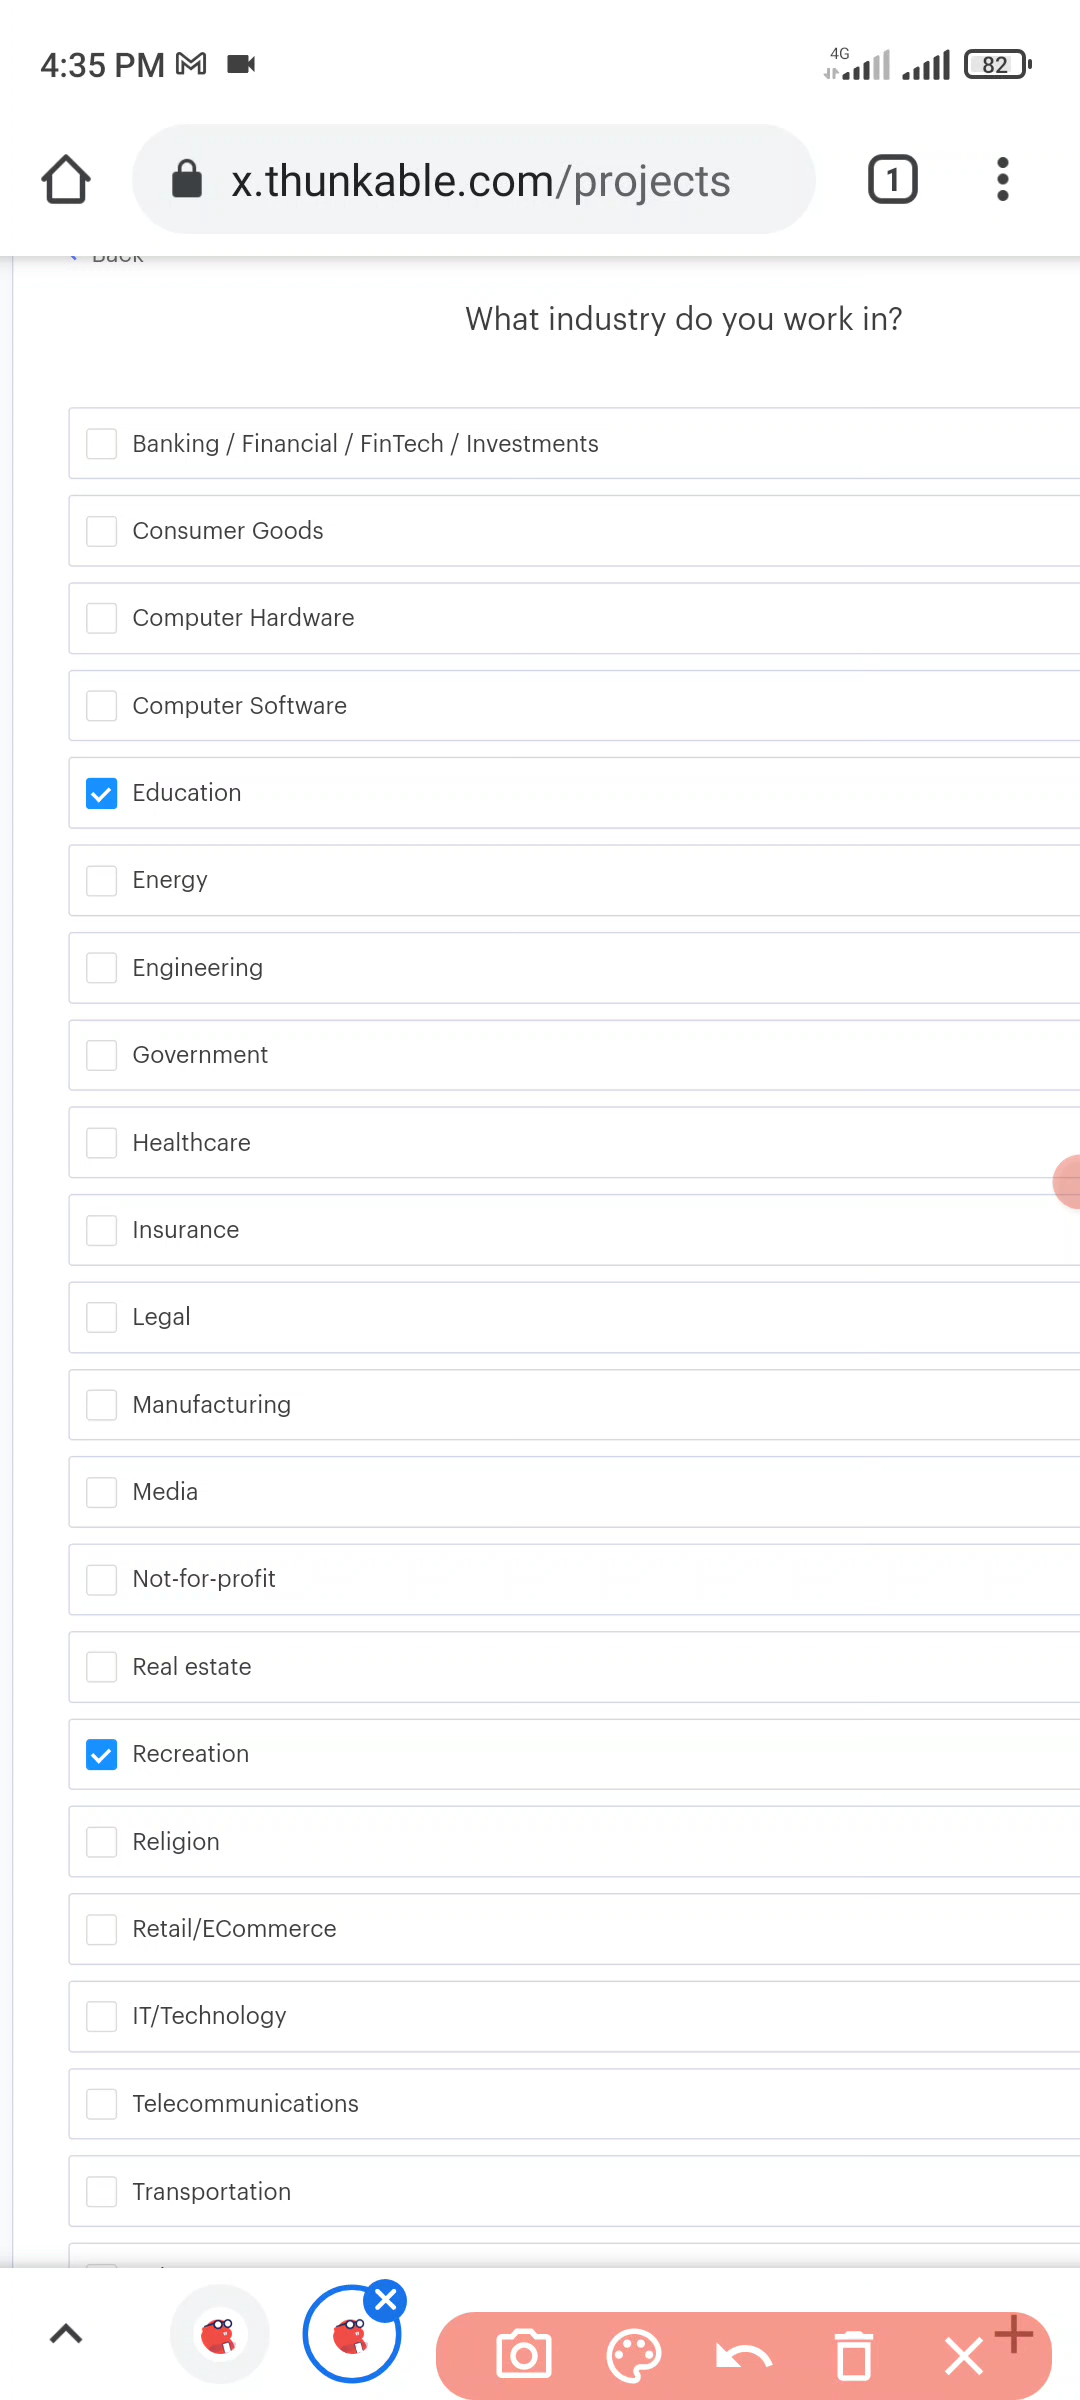 4:35 PM
4G
82
x.thunkable.com/projects
1
Back
What industry do you work in?
Banking / Financial / FinTech / Investments
Consumer Goods
Computer Hardware
Computer Software
Education
Energy
Engineering
Government
Healthcare
Insurance
Legal
Manufacturing
Media
Not-for-profit
Real estate
Recreation
Religion
Retail/ECommerce
IT/Technology
Telecommunications
Transportation